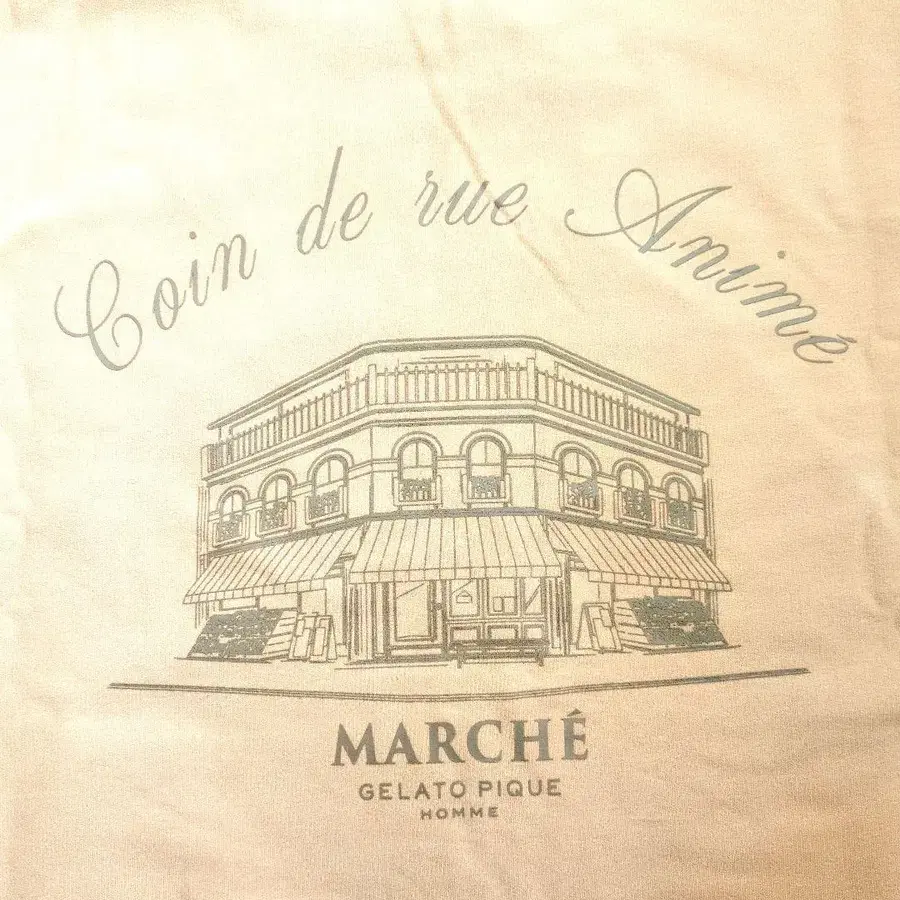 Coin de rue Animé
MARCHÉ
GELATO PIQUE
HOMME